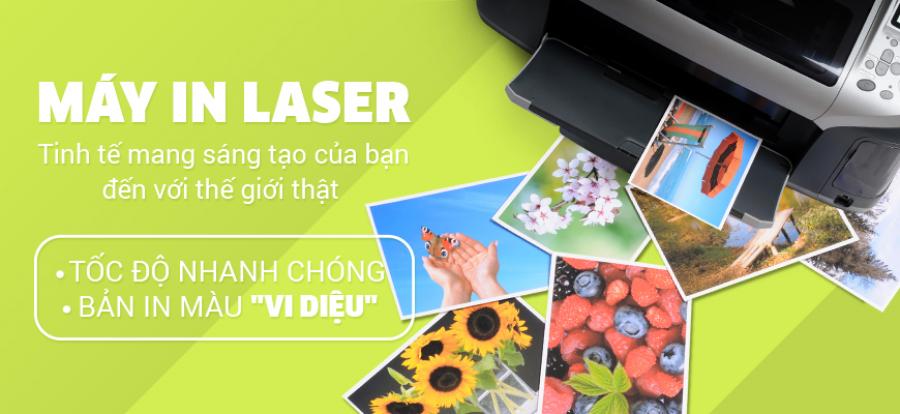 MÁY IN LASER
Tinh tế mang sáng tạo của bạn
đến với thế giới thật
• TỐC ĐỘ NHANH CHÓNG
• BẢN IN MÀU "VI DIỆU"